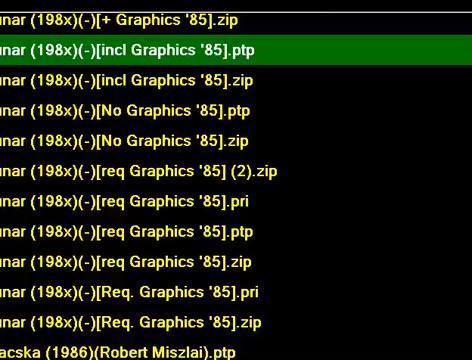 unar (198x)(-)[+ Graphics '85].zip
unar (198x)(-)[incl Graphics '85].ptp
unar (198x)(-)[incl Graphics '85].zip
unar (198x)(-)[No Graphics '85].ptp
unar (198x)(-)[No Graphics '85].zip
unar (198x)(-)[req Graphics '85] (2).zip
unar (198x)(-)[req Graphics '85].pri
unar (198x)(-)[req Graphics '85].ptp
unar (198x)(-)[req Graphics '85].zip
unar (198x)(-)[Req. Graphics '85].pri
unar (198x)(-)[Req. Graphics '85].zip
acska (1986)(Robert Miszlai).ptp